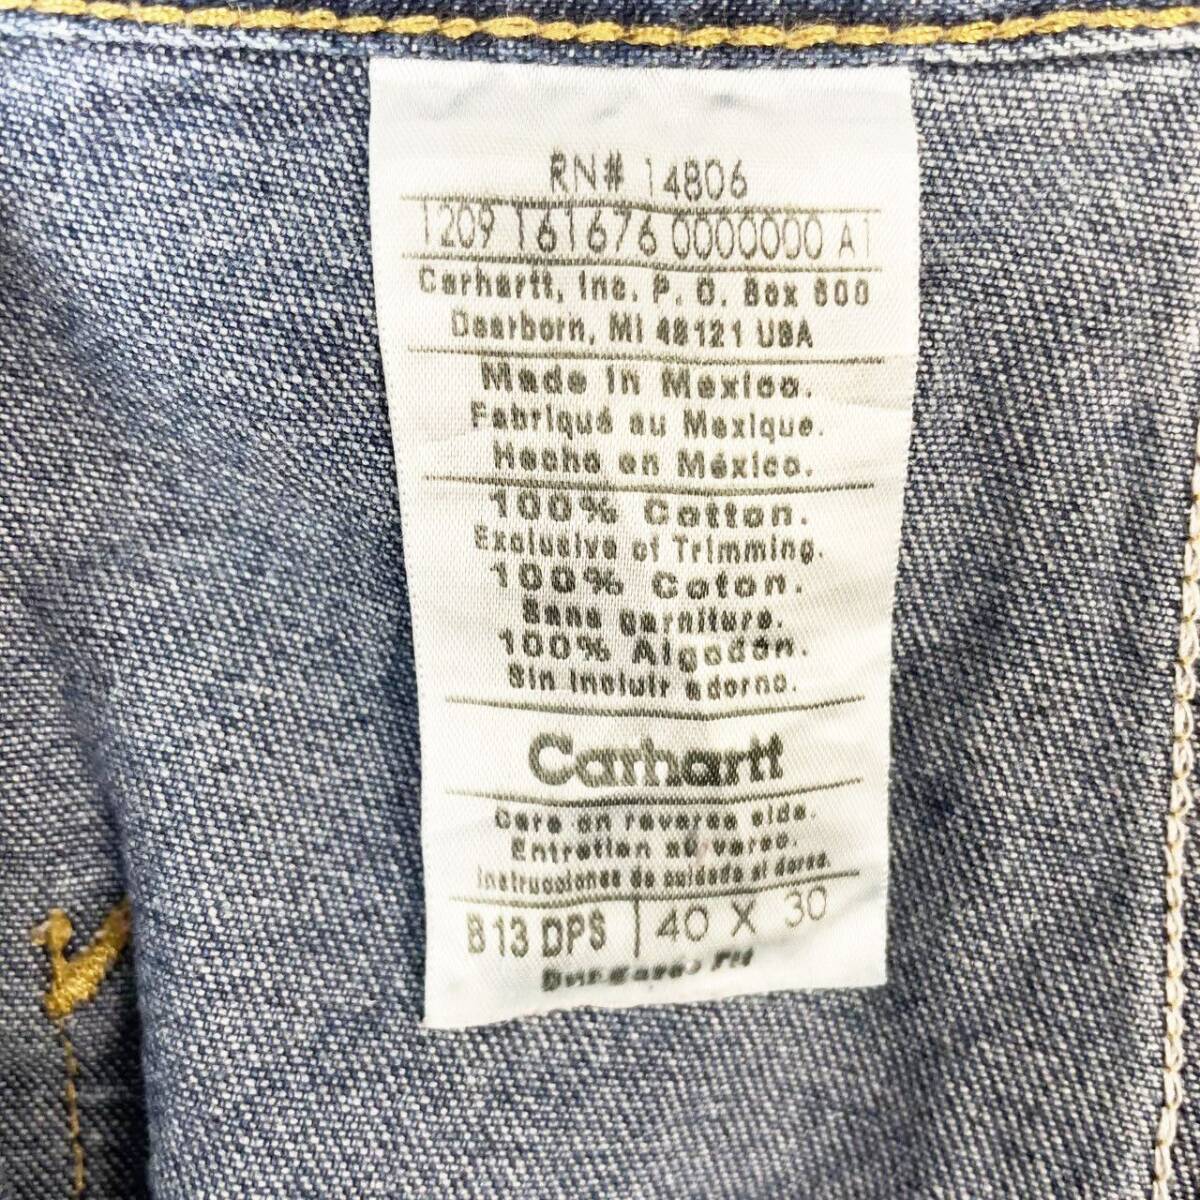 RN# 14806
1209 161676 0000000 A1
Carhartt, Inc. P. O. Box 600
Dearborn, MI 48121 USA
Made in Mexico.
Fabriqué au Mexique.
Hecho en México.
100% Cotton.
Exclusive of Trimming.
100% Coton.
Sans garniture.
100% Algodón.
Sin incluir adorno.
Carhartt
Care on reverse side.
Entretien au verso.
Instrucciones de cuidado al dorso.
B13 DPS | 40 X 30
Fit